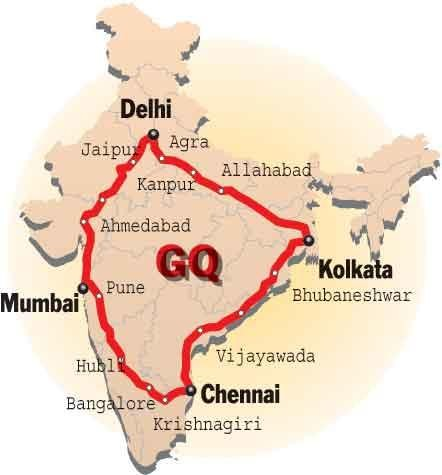 Delhi
Jaipur
Agra
Kanpur
Allahabad
Ahmedabad
GQ
Kolkata
Mumbai
Pune
Bhubaneshwar
Vijayawada
Hubli
Bangalore
Chennai
Krishnagiri